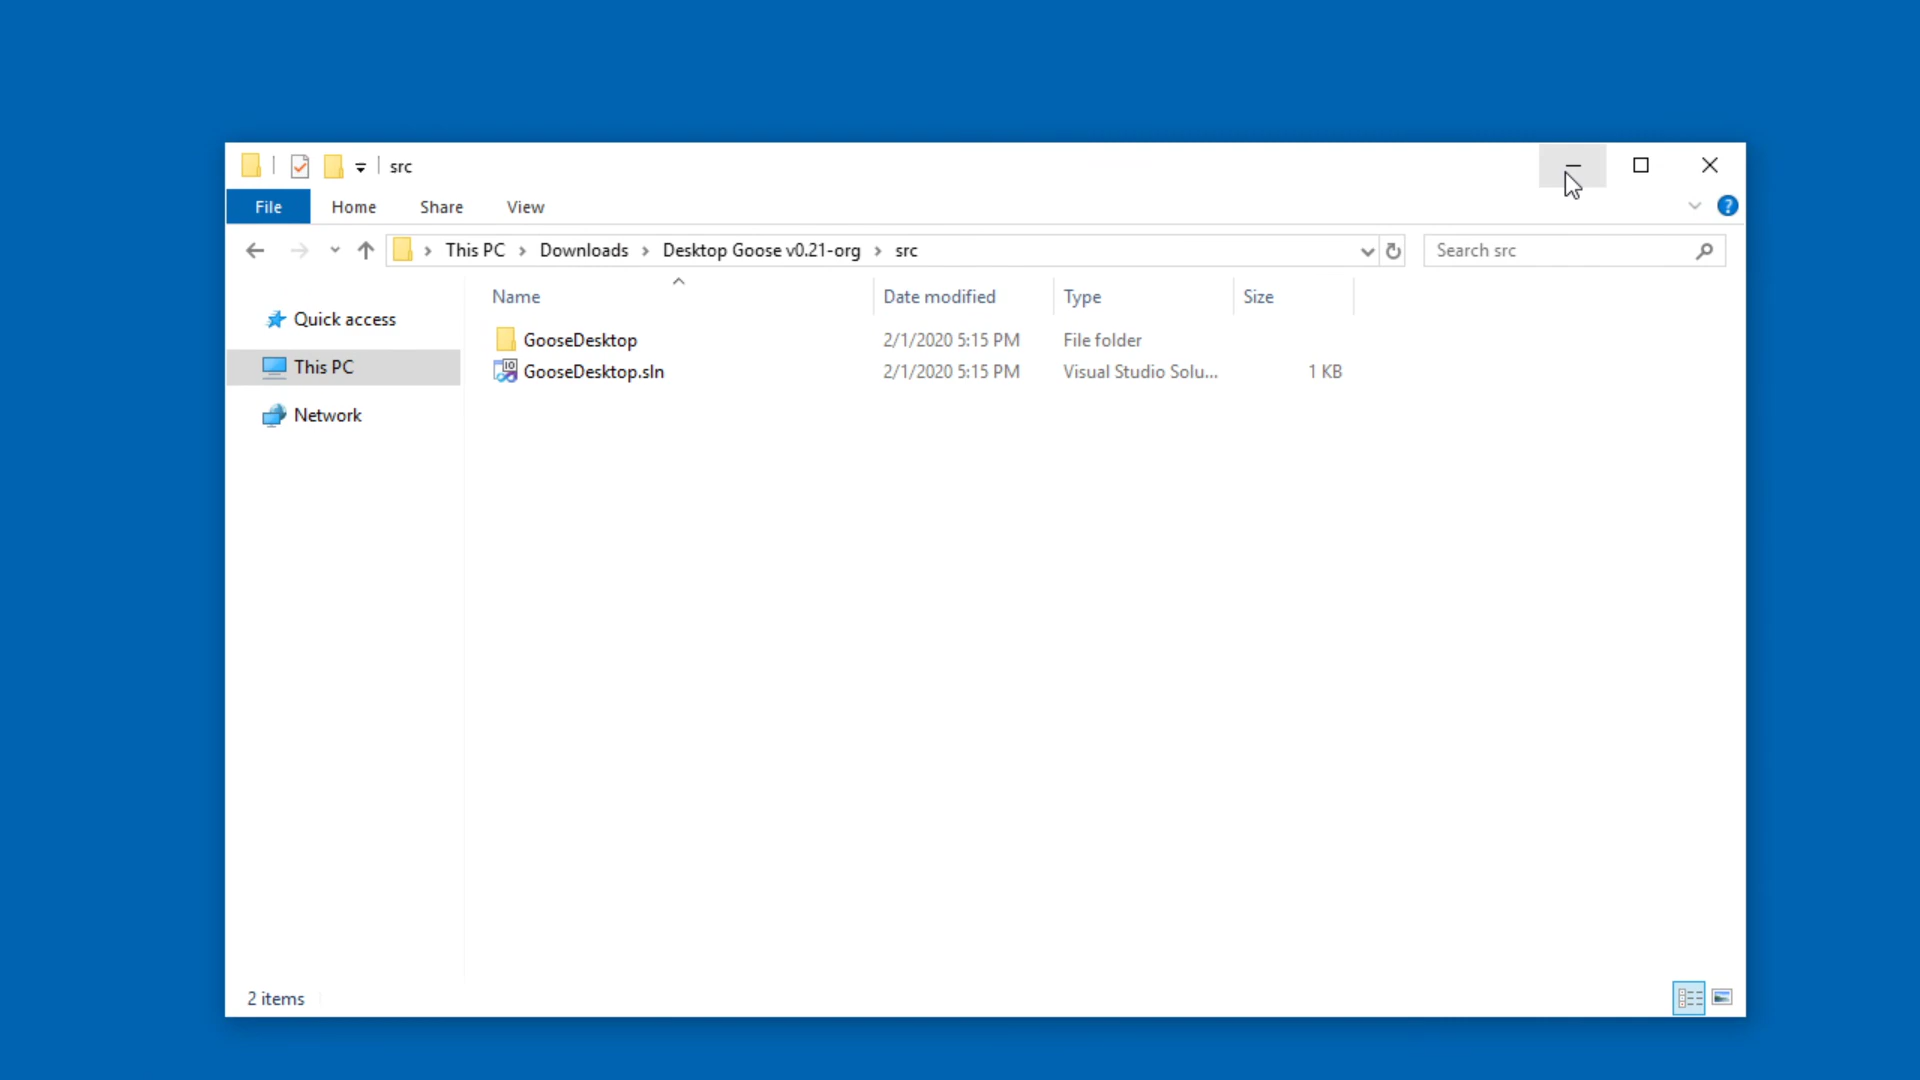 src
File Home Share View
This PC Downloads Desktop Goose v0.21-org src Search src
Name Date modified Type Size
Quick access
GooseDesktop 2/1/2020 5:15 PM File folder
This PC
GooseDesktop.sln 2/1/2020 5:15 PM Visual Studio Solu... 1 KB
Network
2 items